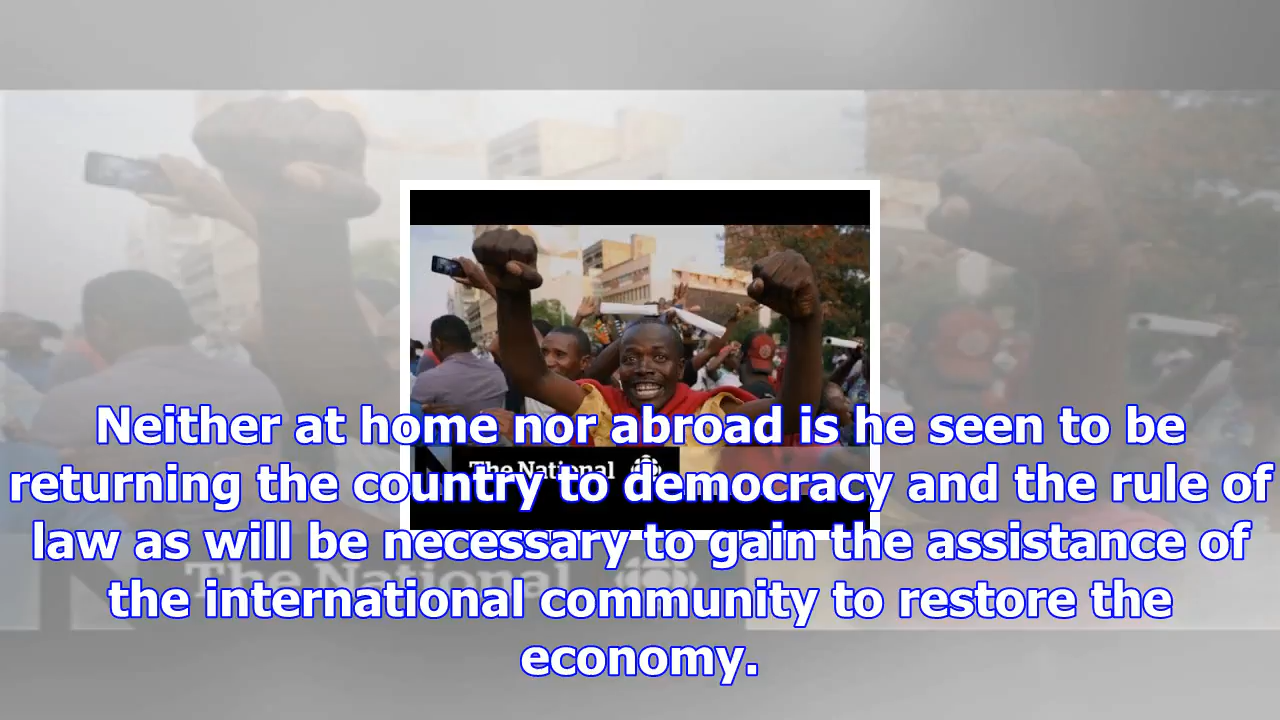 Neither at home nor abroad is he seen to be
returning the country to democracy and the rule of
law as will be necessary to gain the assistance of
the international community to restore the
economy.
The National
The National